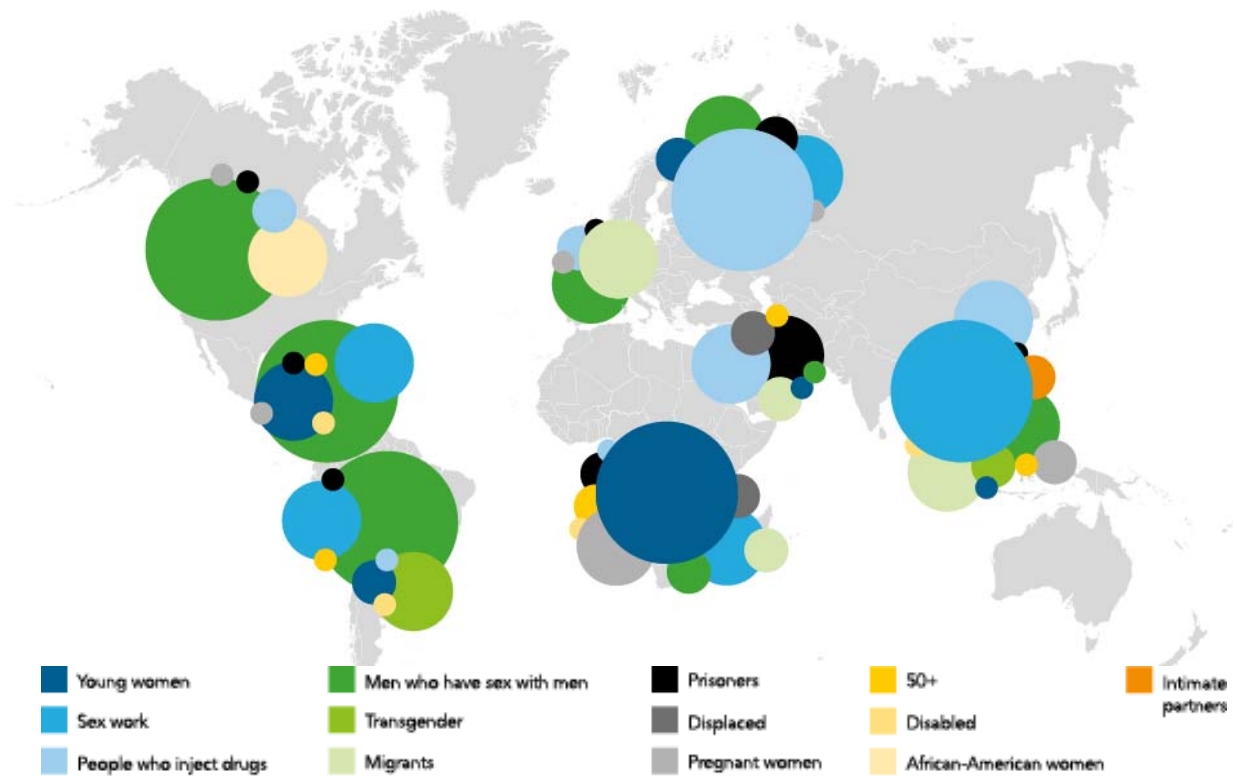 Young women
Men who have sex with men
Prisoners
50+
Intimate
partners
Sex work
Transgender
Displaced
Disabled
People who inject drugs
Migrants
Pregnant women
African-American women